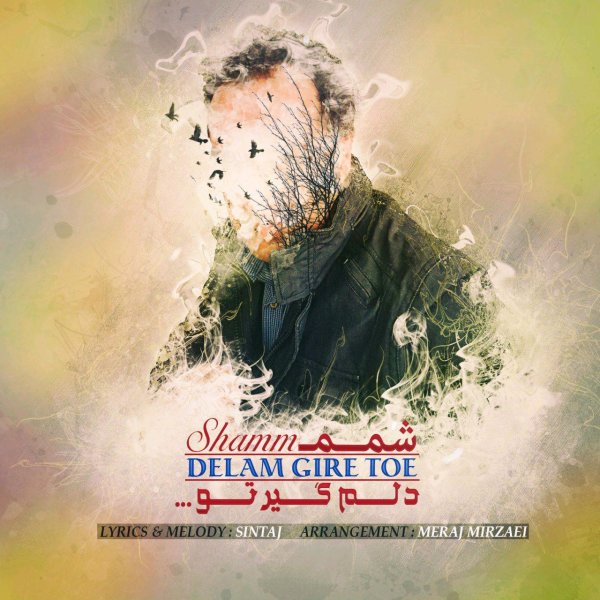 Shamm شمم
DELAM GIRE TOE
دلم گیر تو ...
LYRICS & MELODY : SINTAJ ARRANGEMENT : MERAJ MIRZAEI